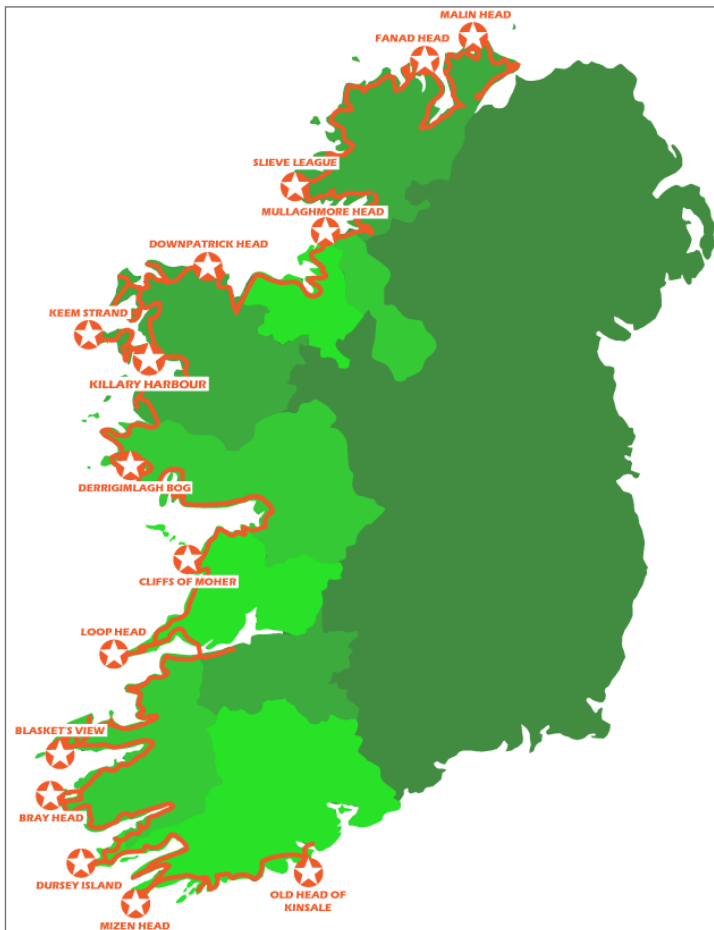 MALIN HEAD
FANAD HEAD
SLIEVE LEAGUE
MULLAGHMORE HEAD
DOWNPATRICK HEAD
KEEM STRAND
KILLARY HARBOUR
DERRIGIMLAGH BOG
CLIFFS OF MOHER
LOOP HEAD
BLASKET'S VIEW
BRAY HEAD
DURSEY ISLAND
OLD HEAD OF
KINSALE
MIZEN HEAD